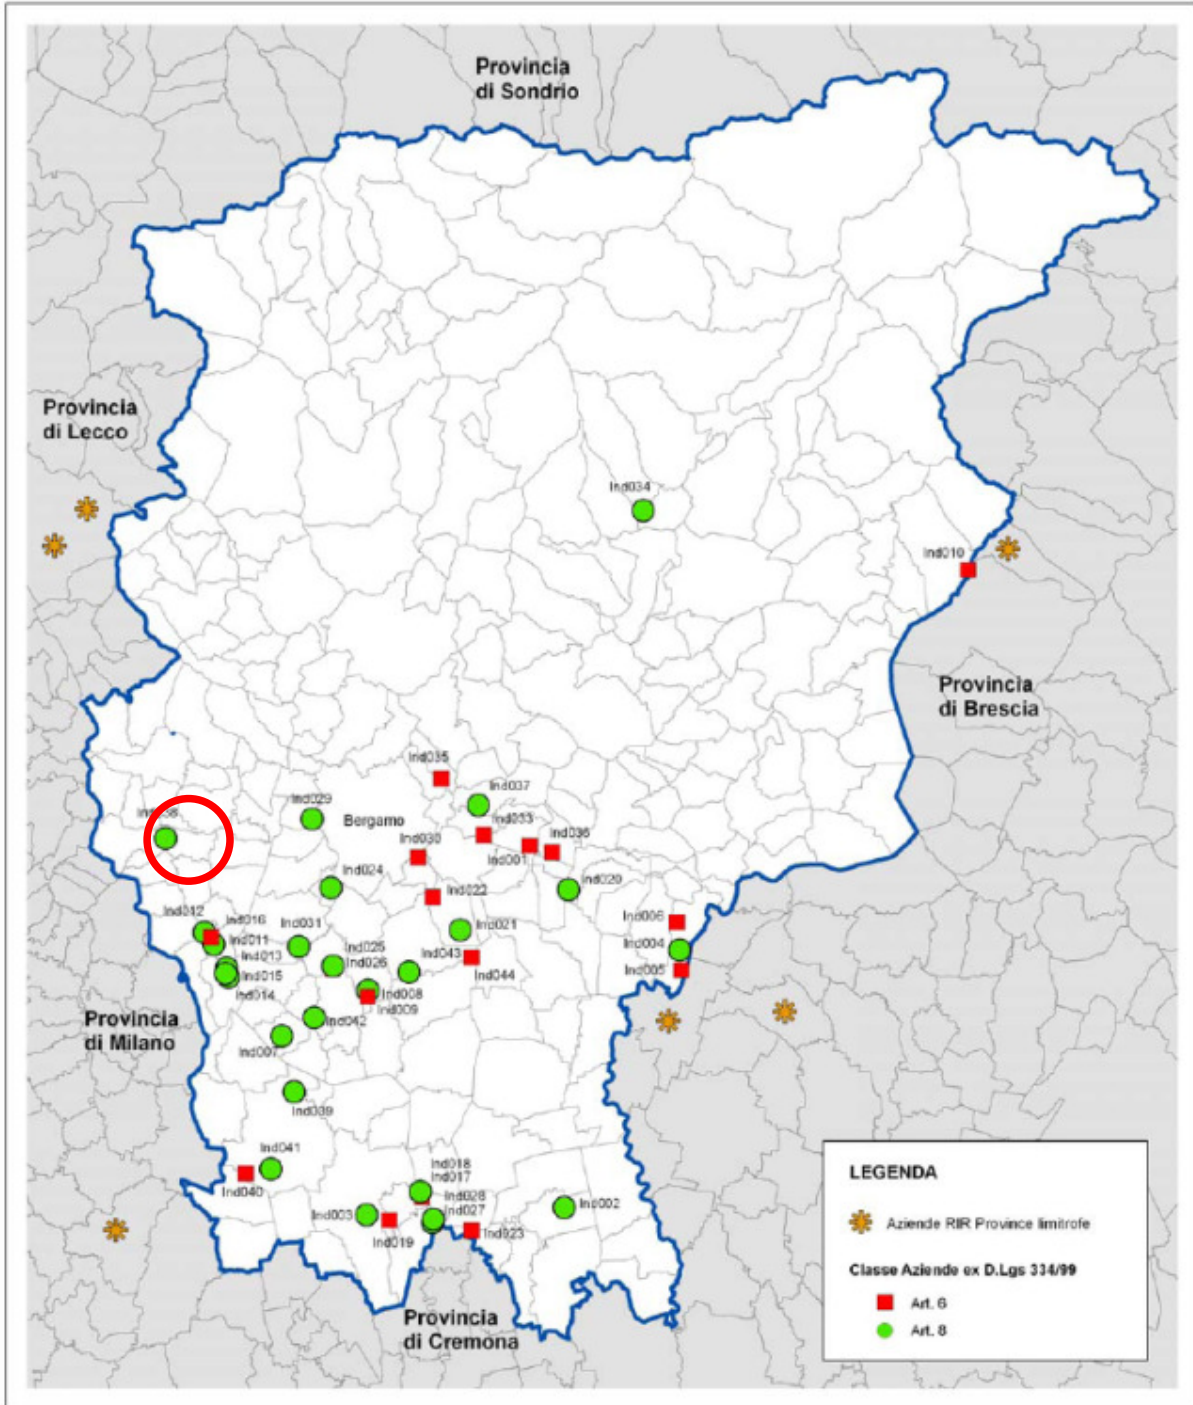 Provincia
di Sondrio
Provincia
di Lecco
Ind034
Ind010
Provincia
di Brescia
Ind035
Ind037
Ind029
Bergamo
Ind033
Ind030
Ind036
Ind001
Ind024
Ind020
Ind022
Ind012
Ind016
Ind006
Ind031
Ind021
Ind011
Ind025
Ind004
Ind013
Ind043
Ind026
Ind044
Ind005
Ind015
Ind014
Ind008
Ind009
Provincia
di Milano
Ind042
Ind007
Ind039
Ind041
Ind018
Ind017
Ind040
Ind028
Ind003
Ind027
Ind002
Ind019
Ind023
Provincia
di Cremona
LEGENDA
Aziende RIR Province limitrofe
Classe Aziende ex D.Lgs 334/99
Art. 6
Art. 8